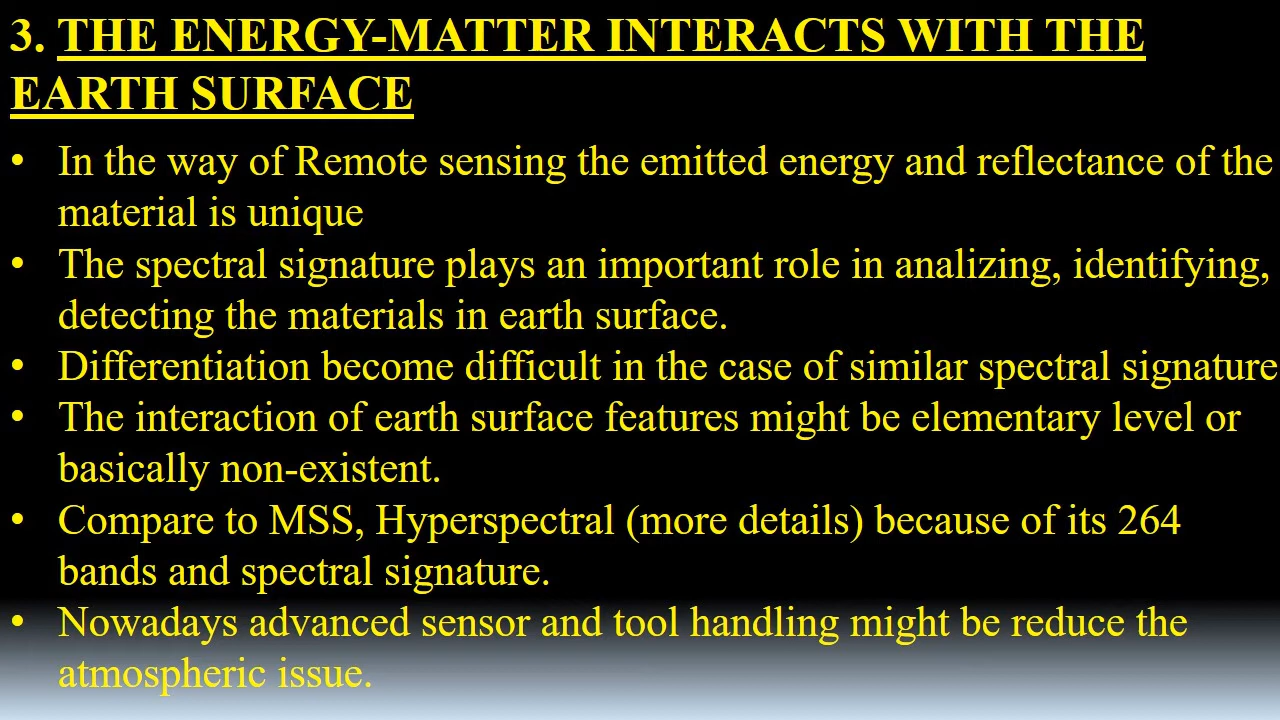 3. THE ENERGY-MATTER INTERACTS WITH THE
EARTH SURFACE
• In the way of Remote sensing the emitted energy and reflectance of the
material is unique
• The spectral signature plays an important role in analizing, identifying,
detecting the materials in earth surface.
• Differentiation become difficult in the case of similar spectral signature
• The interaction of earth surface features might be elementary level or
basically non-existent.
• Compare to MSS, Hyperspectral (more details) because of its 264
bands and spectral signature.
• Nowadays advanced sensor and tool handling might be reduce the
atmospheric issue.